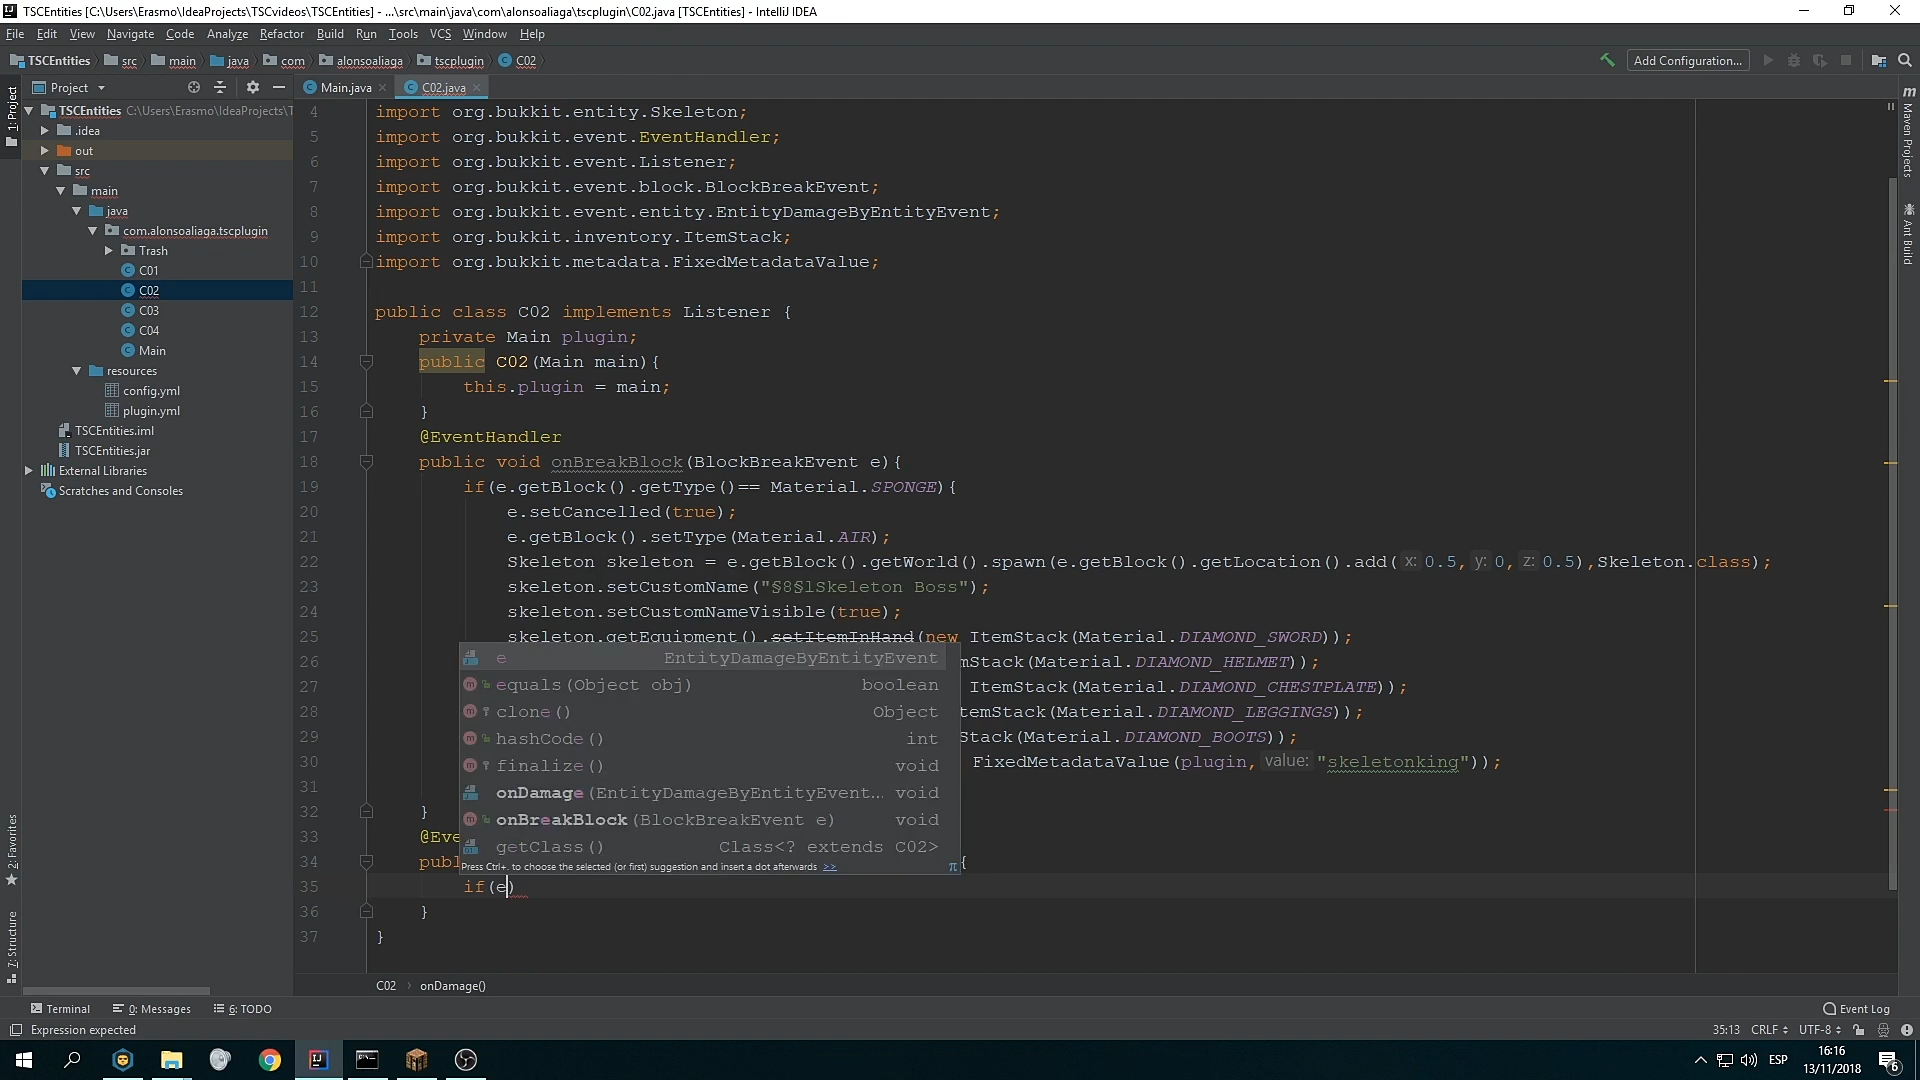 TSCEntities [C:\Users\Erasmo\IdeaProjects\TSCvideos\TSCEntities] - ...\src\main\java\com\alonsoaliaga\tscplugin\C02.java [TSCEntities] - IntelliJ IDEA
File Edit View Navigate Code Analyze Refactor Build Run Tools VCS Window Help
TSCEntities src main java com alonsoaliaga tscplugin C02 Add Configuration...
Project Main.java C02.java
1: Project
TSCEntities C:\Users\Erasmo\IdeaProjects\T
.idea
out
src
main
java
com.alonsoaliaga.tscplugin
Trash
C01
C02
C03
C04
Main
resources
config.yml
plugin.yml
TSCEntities.iml
TSCEntities.jar
External Libraries
Scratches and Consoles
2: Favorites
7: Structure
4 import org.bukkit.entity.Skeleton;
5 import org.bukkit.event.EventHandler;
6 import org.bukkit.event.Listener;
7 import org.bukkit.event.block.BlockBreakEvent;
8 import org.bukkit.event.entity.EntityDamageByEntityEvent;
9 import org.bukkit.inventory.ItemStack;
10 import org.bukkit.metadata.FixedMetadataValue;
11
12 public class C02 implements Listener {
13 private Main plugin;
14 public C02(Main main){
15 this.plugin = main;
16 }
17 @EventHandler
18 public void onBreakBlock(BlockBreakEvent e){
19 if(e.getBlock().getType()== Material.SPONGE){
20 e.setCancelled(true);
21 e.getBlock().setType(Material.AIR);
22 Skeleton skeleton = e.getBlock().getWorld().spawn(e.getBlock().getLocation().add( x: 0.5, y: 0, z: 0.5),Skeleton.class);
23 skeleton.setCustomName("§8§lSkeleton Boss");
24 skeleton.setCustomNameVisible(true);
25 skeleton.getEquipment().setItemInHand(new ItemStack(Material.DIAMOND_SWORD));
26 mStack(Material.DIAMOND_HELMET));
27 ItemStack(Material.DIAMOND_CHESTPLATE));
28 temStack(Material.DIAMOND_LEGGINGS));
29 Stack(Material.DIAMOND_BOOTS));
30 FixedMetadataValue(plugin, value: "skeletonking"));
31
32 }
33 @Eve
34 publ {
35 if(e)
36 }
37 }
e EntityDamageByEntityEvent
equals(Object obj) boolean
clone() Object
hashCode() int
finalize() void
onDamage(EntityDamageByEntityEvent... void
onBreakBlock(BlockBreakEvent e) void
getClass() Class<? extends C02>
Press Ctrl+. to choose the selected (or first) suggestion and insert a dot afterwards >> π
m Maven Projects
Ant Build
C02 onDamage()
Terminal 0: Messages 6: TODO Event Log
Expression expected 35:13 CRLF UTF-8
ESP 16:16
13/11/2018 6